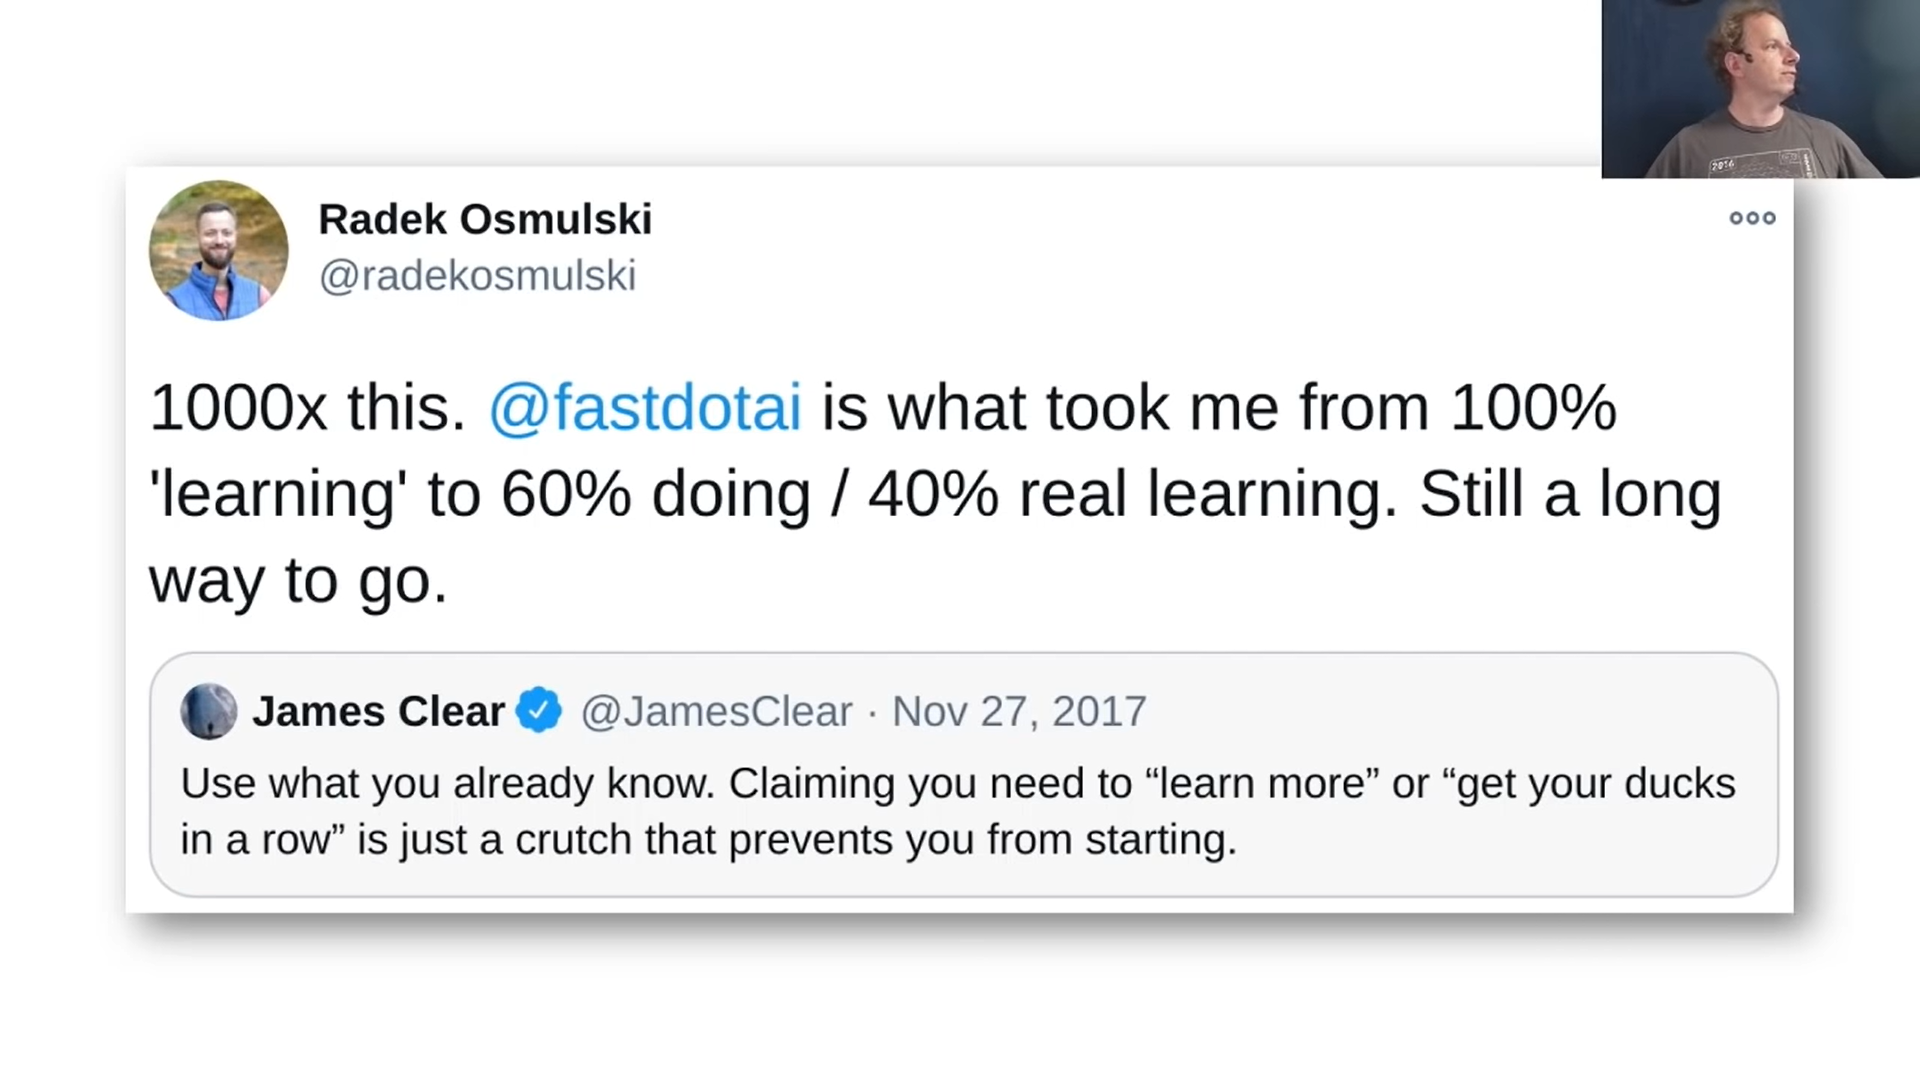 2014
Radek Osmulski
@radekosmulski
1000x this. @fastdotai is what took me from 100%
'learning' to 60% doing / 40% real learning. Still a long
way to go.
James Clear @JamesClear · Nov 27, 2017
Use what you already know. Claiming you need to “learn more” or “get your ducks
in a row” is just a crutch that prevents you from starting.